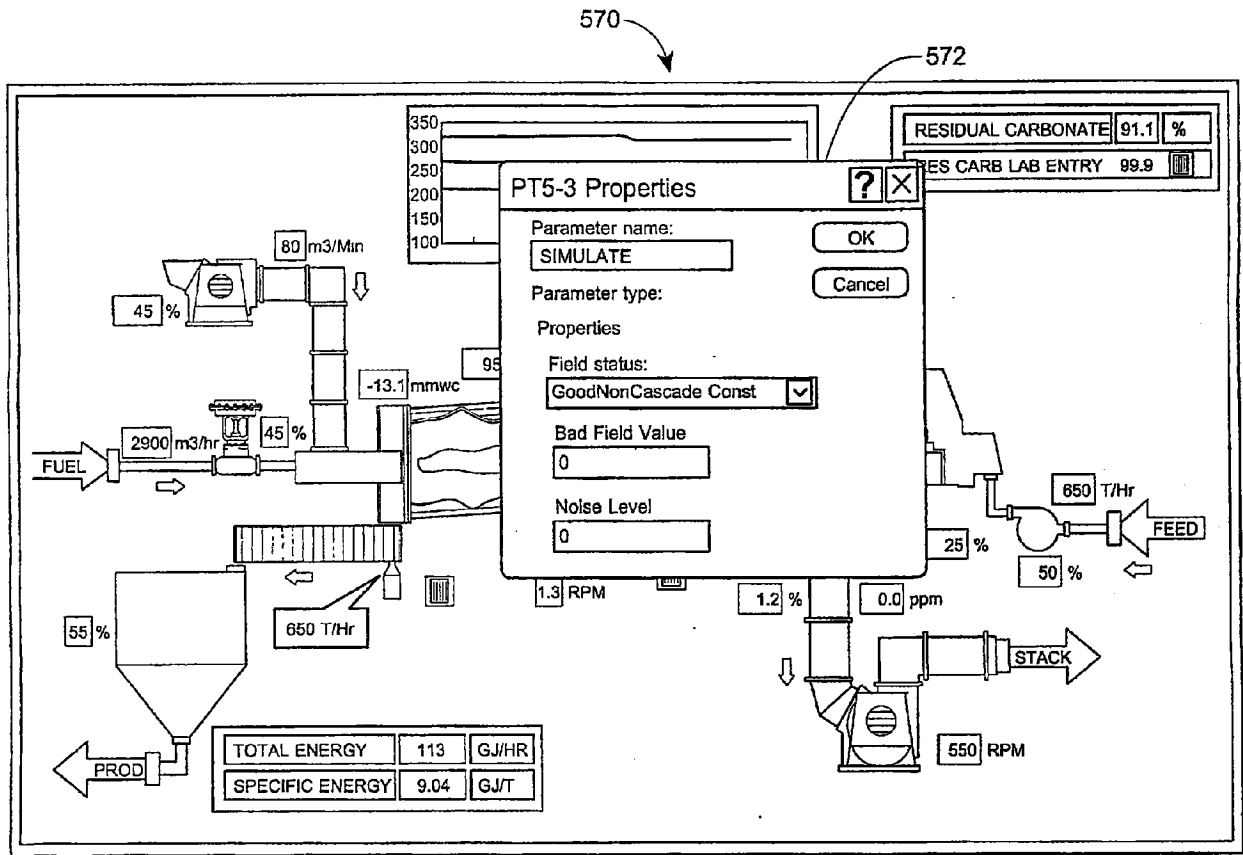 570
572
350
300
250
200
150
100
RESIDUAL CARBONATE 91.1 %
RES CARB LAB ENTRY 99.9
PT5-3 Properties ? X
Parameter name:
SIMULATE
OK
Cancel
Parameter type:
Properties
Field status:
GoodNonCascade Const
Bad Field Value
0
Noise Level
0
80 m3/Min
45 %
-13.1 mmwc
95
2900 m3/hr
45 %
FUEL
650 T/Hr
FEED
25 %
50 %
1.3 RPM
1.2 %
0.0 ppm
650 T/Hr
55 %
STACK
550 RPM
PROD
TOTAL ENERGY 113 GJ/HR
SPECIFIC ENERGY 9.04 GJ/T